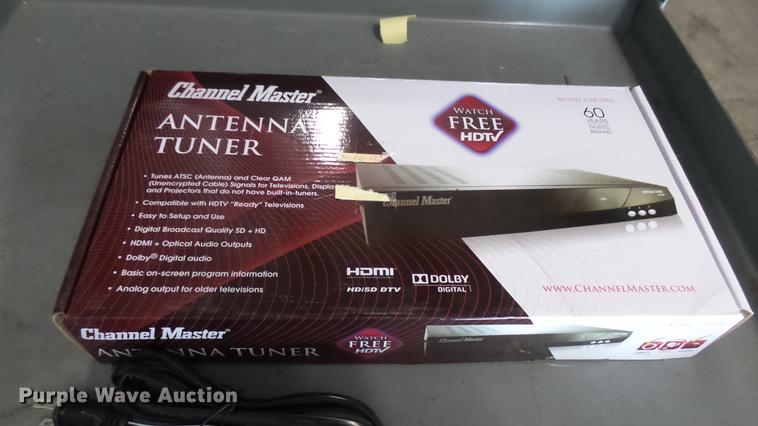 Channel Master
ANTENNA
TUNER
WATCH
FREE
HDTV
60
YEARS
TRUSTED
BRAND
• Tunes ATSC (Antenna) and Clear QAM
(Unencrypted Cable) Signals for Televisions,
and Projectors that do not have built-in-tuners.
• Compatible with HDTV "Ready" Televisions
• Easy to Setup and Use
• Digital Broadcast Quality SD + HD
• HDMI + Optical Audio Outputs
• Dolby® Digital audio
• Basic on-screen program information
• Analog output for older televisions
Channel Master
HDMI
HD/SD DTV
DOLBY
DIGITAL
www.ChannelMaster.com
Channel Master
ANTENNA TUNER
WATCH
FREE
HDTV
Purple Wave Auction